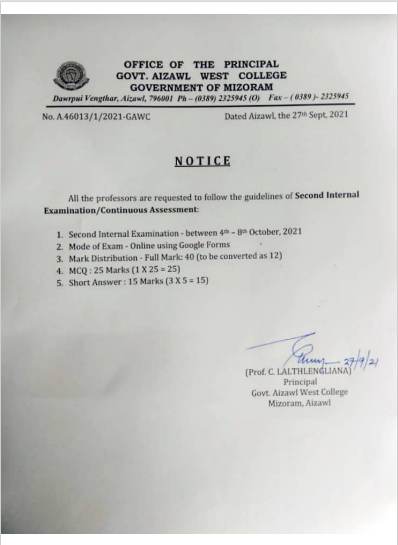 OFFICE OF THE PRINCIPAL
GOVT. AIZAWL WEST COLLEGE
GOVERNMENT OF MIZORAM
Dawrpui Vengthar, Aizawl, 796001 Ph – (0389) 2325945 (O) Fax – ( 0389 )- 2325945
No. A.46013/1/2021-GAWC Dated Aizawl, the 27th Sept, 2021
NOTICE
All the professors are requested to follow the guidelines of Second Internal
Examination/Continuous Assessment:
1. Second Internal Examination - between 4th – 8th October, 2021
2. Mode of Exam - Online using Google Forms
3. Mark Distribution - Full Mark: 40 (to be converted as 12)
4. MCQ : 25 Marks (1 X 25 = 25)
5. Short Answer : 15 Marks (3 X 5 = 15)
27/9/21
(Prof. C. LALTHLENGLIANA)
Principal
Govt. Aizawl West College
Mizoram, Aizawl